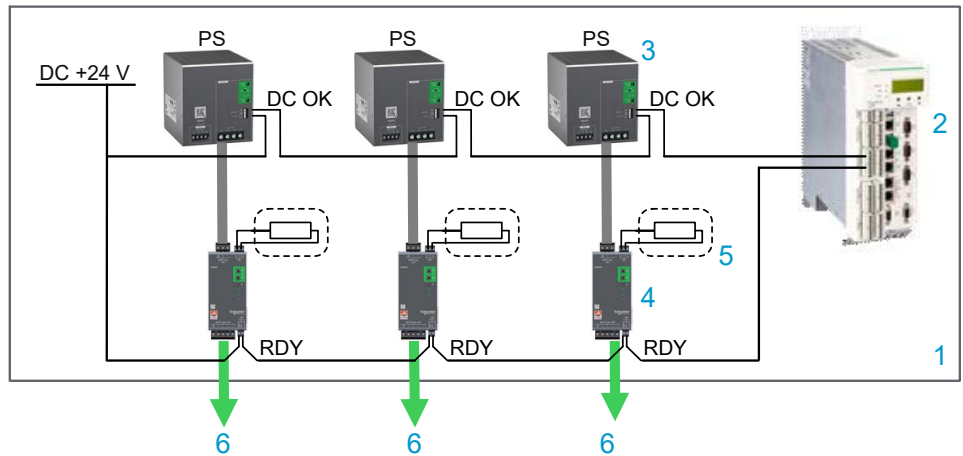 PS PS PS 3
DC +24 V
DC OK DC OK DC OK
2
5
4
RDY RDY RDY
1
6 6 6